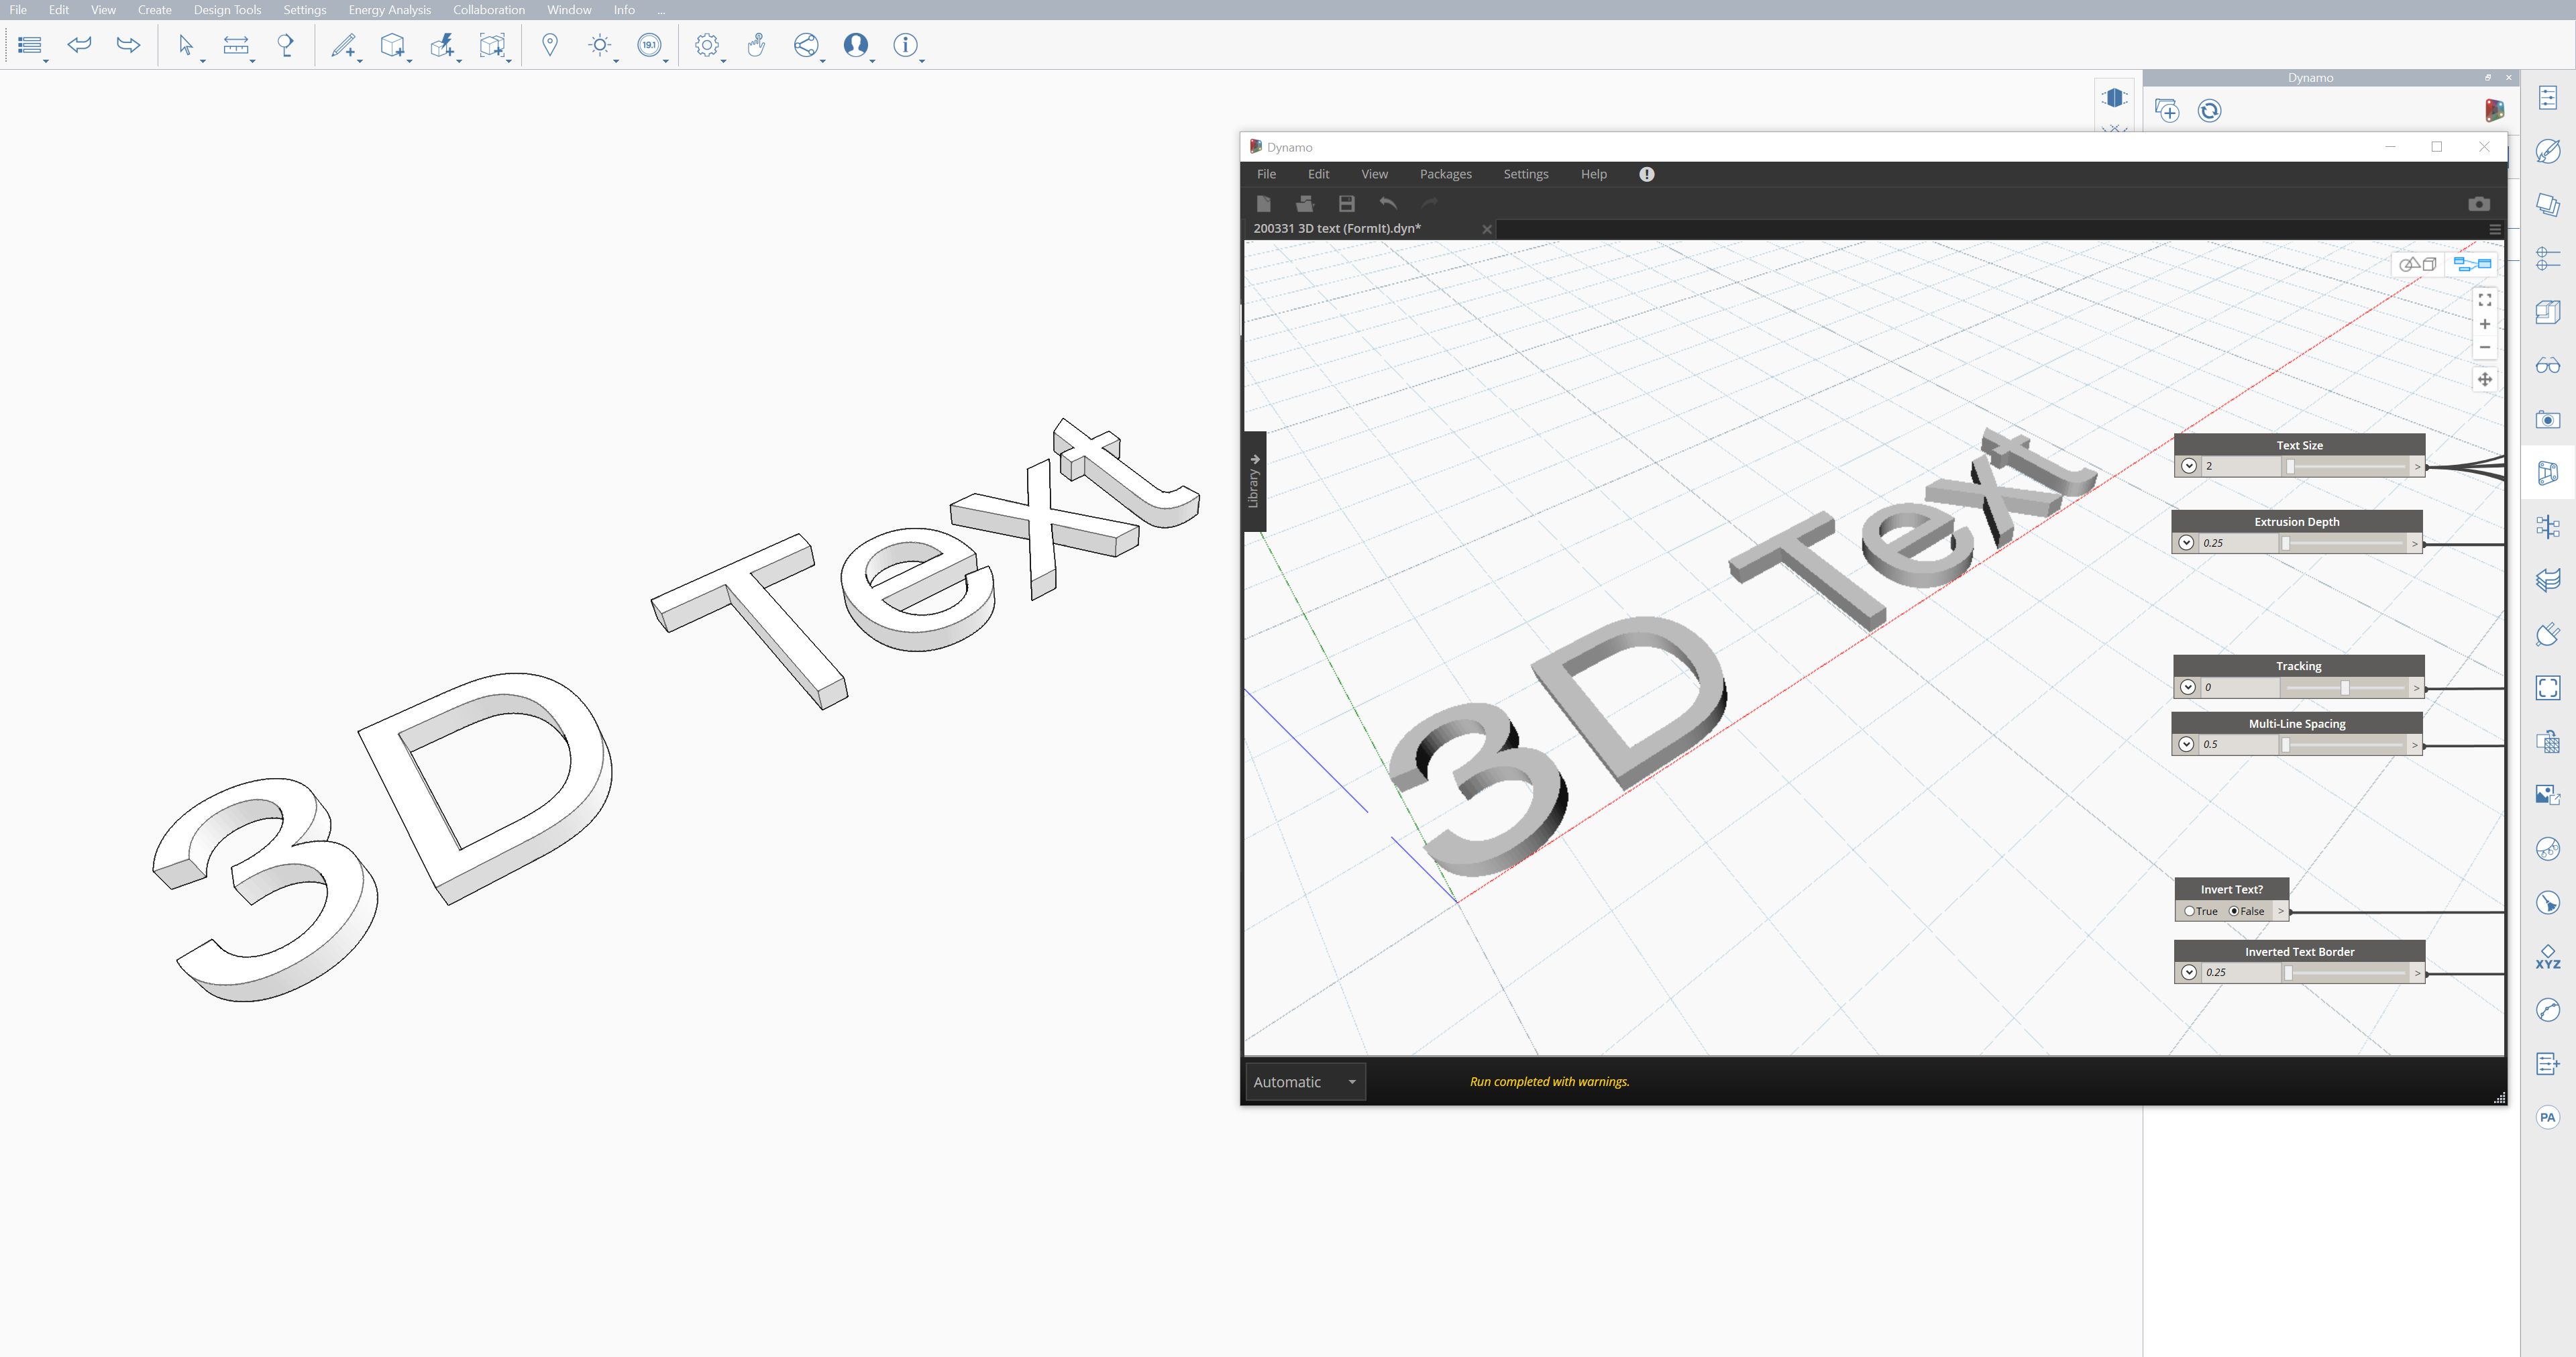 File Edit View Create Design Tools Settings Energy Analysis Collaboration Window Info ...
19.1
Dynamo
Dynamo
File Edit View Packages Settings Help
200331 3D text (FormIt).dyn*
Library
3D Text
3D Text
Text Size
2
Extrusion Depth
0.25
Tracking
0
Multi-Line Spacing
0.5
Invert Text?
True False
Inverted Text Border
0.25
Automatic
Run completed with warnings.
XYZ
PA